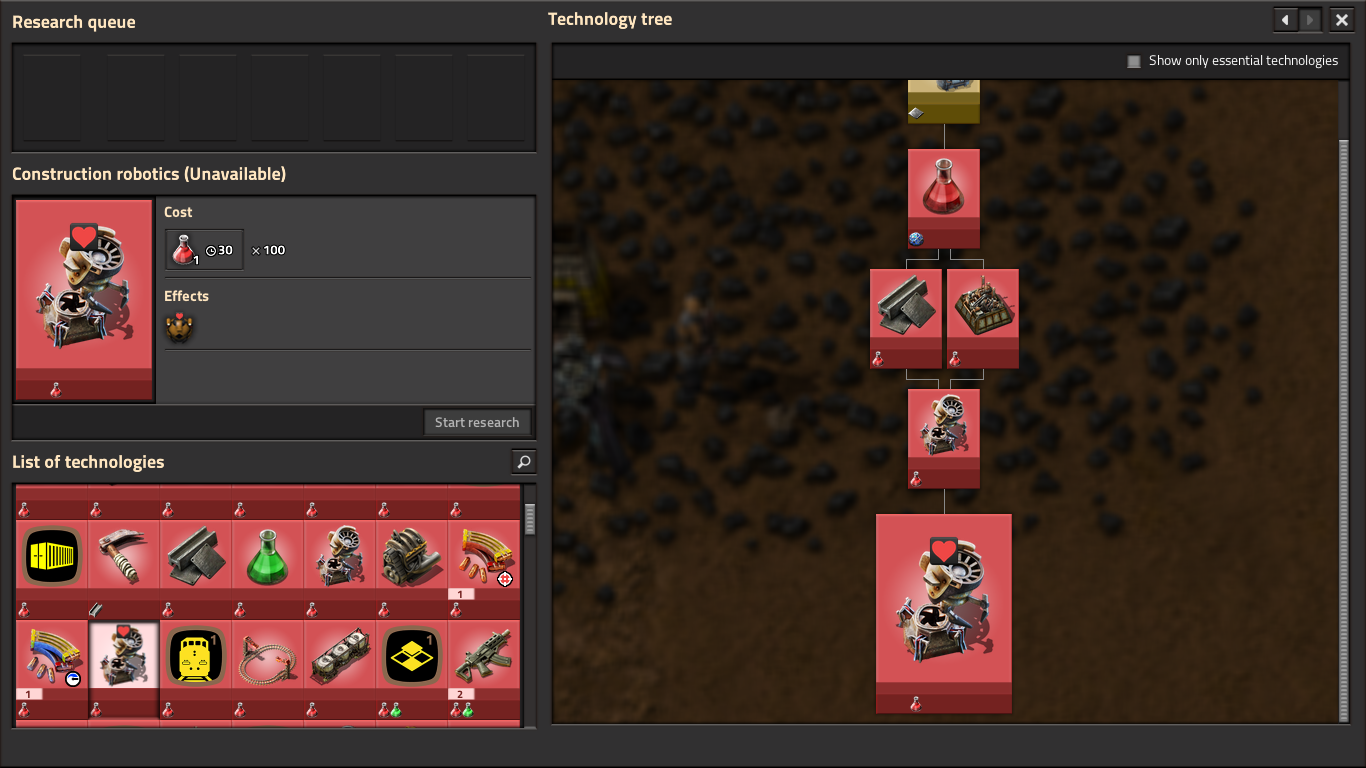 Research queue
Technology tree
Show only essential technologies
Construction robotics (Unavailable)
Cost
1
30
× 100
Effects
Start research
List of technologies
1
1
1
1
2